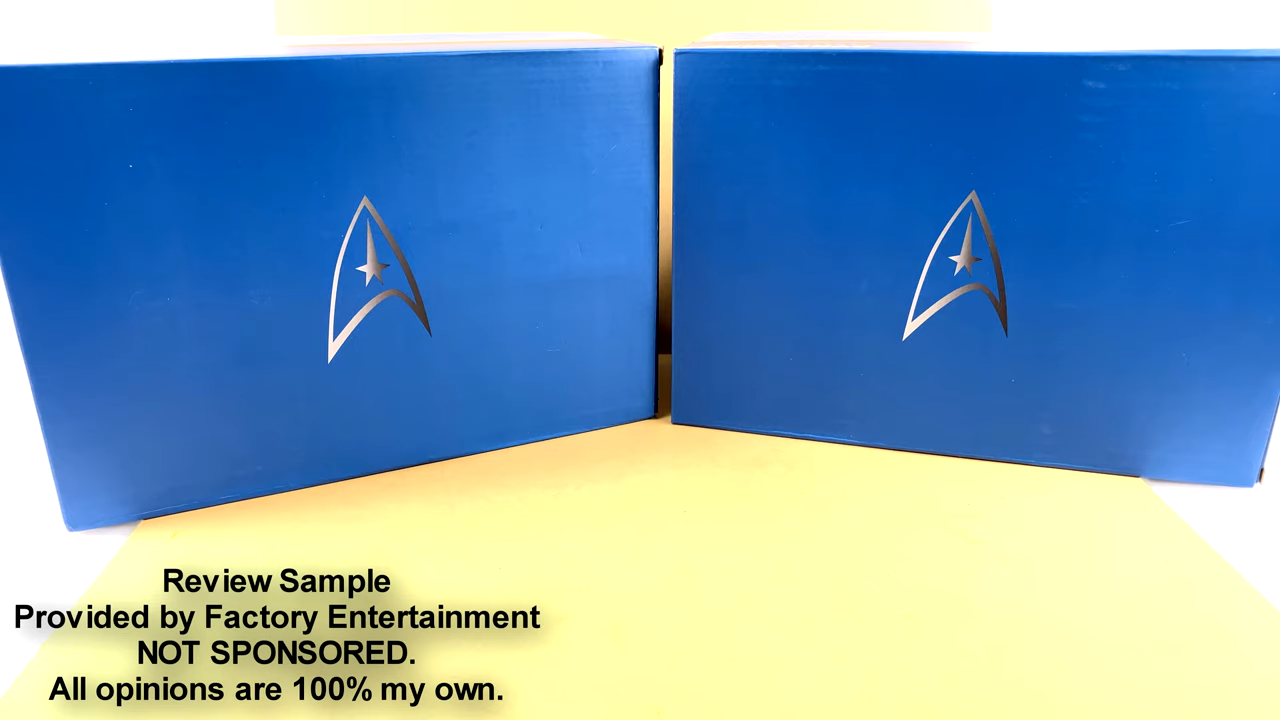 Review Sample
Provided by Factory Entertainment
NOT SPONSORED.
All opinions are 100% my own.